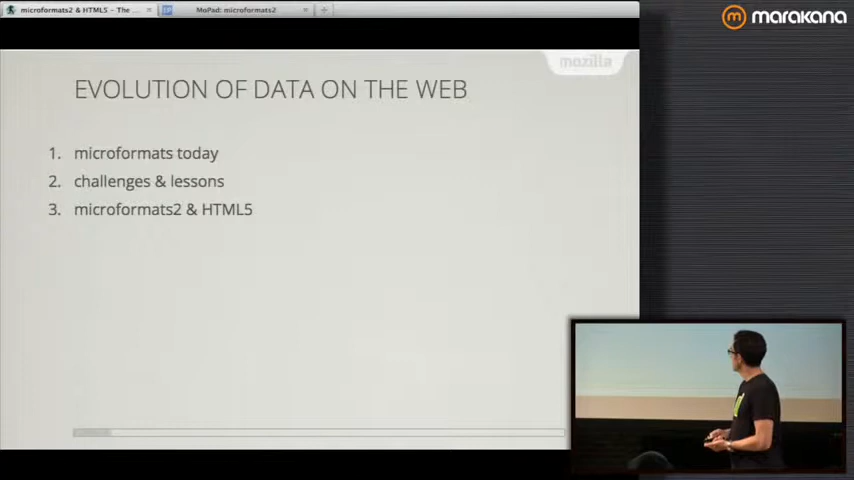 microformats2 & HTML5 – The ...
MoPad: microformats2
marakana
mozilla
EVOLUTION OF DATA ON THE WEB
1. microformats today
2. challenges & lessons
3. microformats2 & HTML5